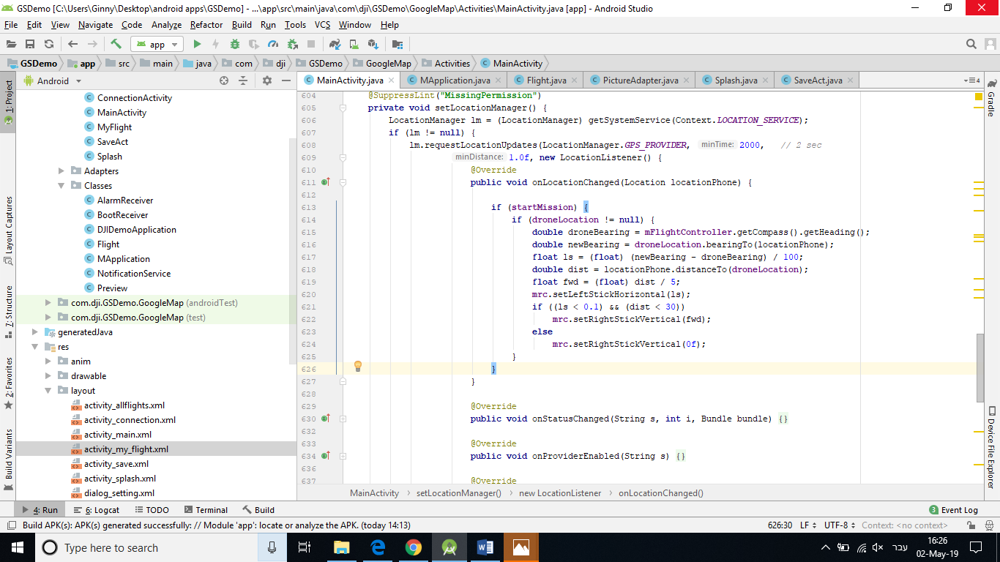 GSDemo [C:\Users\Ginny\Desktop\android apps\GSDemo] - ...\app\src\main\java\com\dji\GSDemo\GoogleMap\Activities\MainActivity.java [app] - Android Studio
File Edit View Navigate Code Analyze Refactor Build Run Tools VCS Window Help
app
GSDemo app src main java com dji GSDemo GoogleMap Activities MainActivity
Android
MainActivity.java MApplication.java Flight.java PictureAdapter.java Splash.java SaveAct.java 4
1: Project
Layout Captures
7: Structure
2: Favorites
Build Variants
ConnectionActivity
MainActivity
MyFlight
SaveAct
Splash
Adapters
Classes
AlarmReceiver
BootReceiver
DJIDemoApplication
Flight
MApplication
NotificationService
Preview
com.dji.GSDemo.GoogleMap (androidTest)
com.dji.GSDemo.GoogleMap (test)
generatedJava
res
anim
drawable
layout
activity_allflights.xml
activity_connection.xml
activity_main.xml
activity_my_flight.xml
activity_save.xml
activity_splash.xml
dialog_setting.xml
604 @SuppressLint("MissingPermission")
605 private void setLocationManager() {
606 LocationManager lm = (LocationManager) getSystemService(Context.LOCATION_SERVICE);
607 if (lm != null) {
608 lm.requestLocationUpdates(LocationManager.GPS_PROVIDER, minTime: 2000, // 2 sec
609 minDistance: 1.0f, new LocationListener() {
610 @Override
611 public void onLocationChanged(Location locationPhone) {
612
613 if (startMission) {
614 if (droneLocation != null) {
615 double droneBearing = mFlightController.getCompass().getHeading();
616 double newBearing = droneLocation.bearingTo(locationPhone);
617 float ls = (float) (newBearing - droneBearing) / 100;
618 double dist = locationPhone.distanceTo(droneLocation);
619 float fwd = (float) dist / 5;
620 mrc.setLeftStickHorizontal(ls);
621 if ((ls < 0.1) && (dist < 30))
622 mrc.setRightStickVertical(fwd);
623 else
624 mrc.setRightStickVertical(0f);
625 }
626 }
627 }
628
629 @Override
630 public void onStatusChanged(String s, int i, Bundle bundle) {}
632
633 @Override
634 public void onProviderEnabled(String s) {}
636
637 @Override
MainActivity setLocationManager() new LocationListener onLocationChanged()
Gradle
Device File Explorer
4: Run 6: Logcat TODO Terminal Build 3 Event Log
Build APK(s): APK(s) generated successfully: // Module 'app': locate or analyze the APK. (today 14:13) 626:30 LF UTF-8 Context: <no context>
Type here to search
עבר
16:26
02-May-19